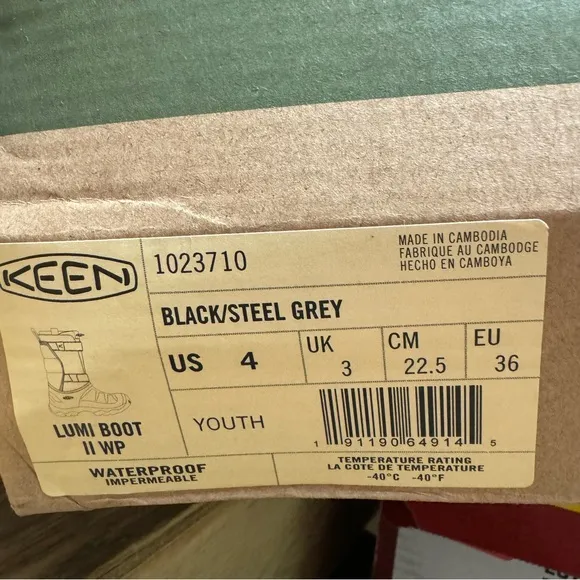 KEEN
1023710
MADE IN CAMBODIA
FABRIQUE AU CAMBODGE
HECHO EN CAMBOYA
BLACK/STEEL GREY
US 4
UK 3
CM 22.5
EU 36
LUMI BOOT
II WP
YOUTH
1 91190 64914 5
WATERPROOF
IMPERMEABLE
TEMPERATURE RATING
LA COTE DE TEMPERATURE
-40°C -40°F